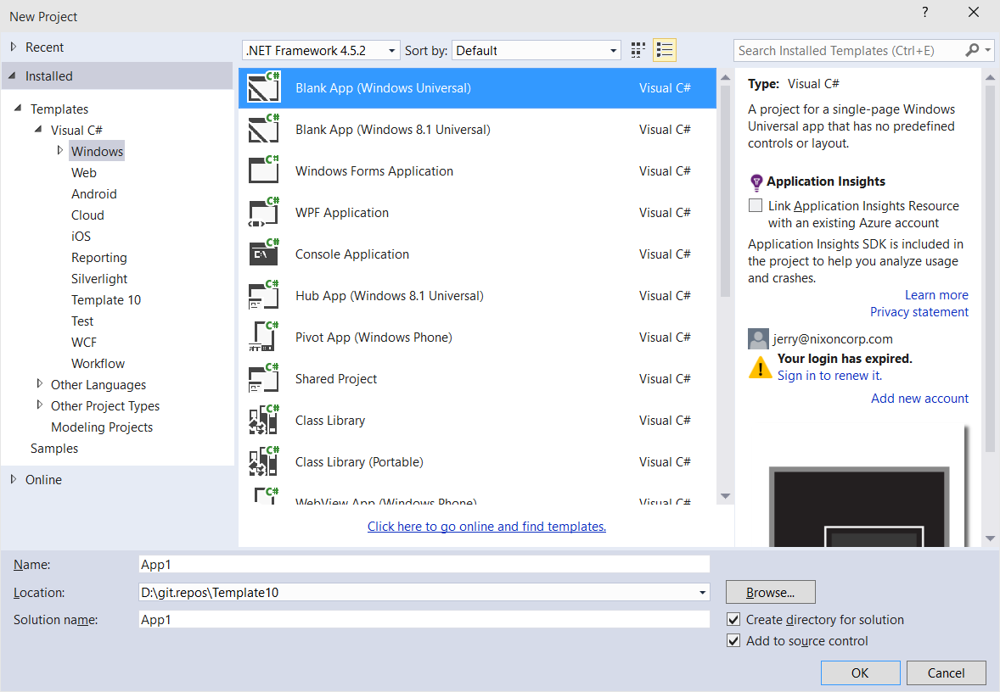 New Project
?
Recent
Installed
Templates
Visual C#
Windows
Web
Android
Cloud
iOS
Reporting
Silverlight
Template 10
Test
WCF
Workflow
Other Languages
Other Project Types
Modeling Projects
Samples
Online
.NET Framework 4.5.2
Sort by:
Default
Search Installed Templates (Ctrl+E)
C# Blank App (Windows Universal) Visual C#
C# Blank App (Windows 8.1 Universal) Visual C#
C# Windows Forms Application Visual C#
C# WPF Application Visual C#
C# Console Application Visual C#
C# Hub App (Windows 8.1 Universal) Visual C#
C# Pivot App (Windows Phone) Visual C#
C# Shared Project Visual C#
C# Class Library Visual C#
C# Class Library (Portable) Visual C#
C# WebView App (Windows Phone) Visual C#
Click here to go online and find templates.
Type: Visual C#
A project for a single-page Windows
Universal app that has no predefined
controls or layout.
Application Insights
Link Application Insights Resource
with an existing Azure account
Application Insights SDK is included in
the project to help you analyze usage
and crashes.
Learn more
Privacy statement
jerry@nixoncorp.com
Your login has expired.
Sign in to renew it.
Add new account
Name:
App1
Location:
D:\git.repos\Template10
Browse...
Solution name:
App1
Create directory for solution
Add to source control
OK
Cancel